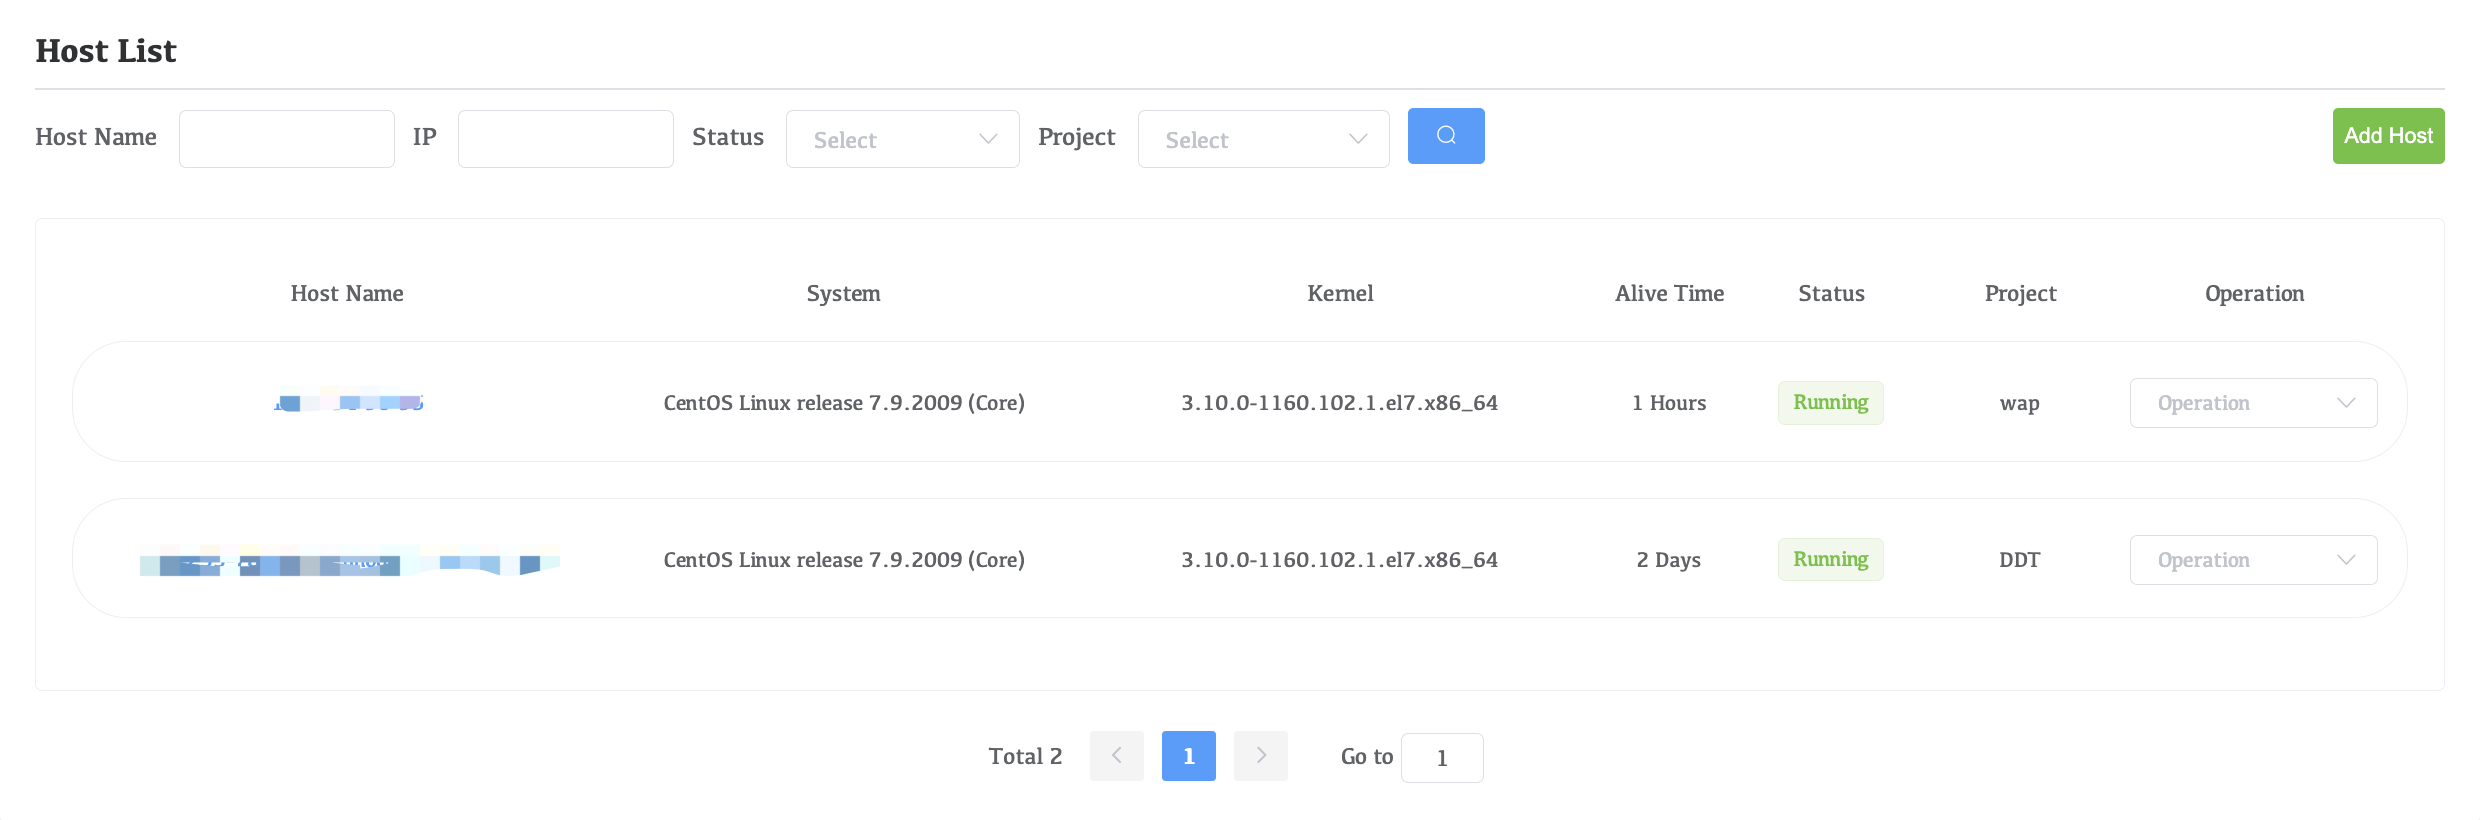 Host List
Host Name IP Status Select Project Select Add Host
Host Name System Kernel Alive Time Status Project Operation
CentOS Linux release 7.9.2009 (Core) 3.10.0-1160.102.1.el7.x86_64 1 Hours Running wap Operation
CentOS Linux release 7.9.2009 (Core) 3.10.0-1160.102.1.el7.x86_64 2 Days Running DDT Operation
Total 2 1 Go to 1